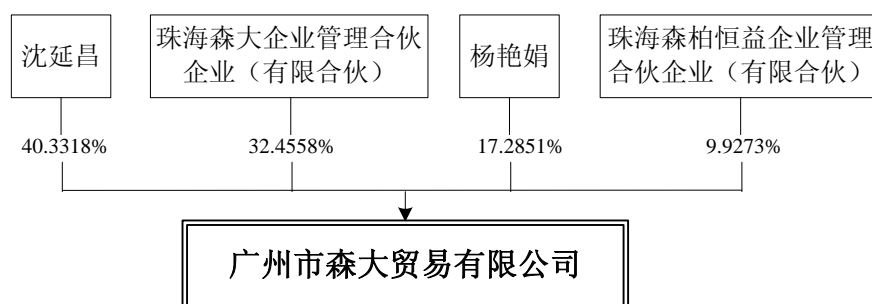 沈延昌
珠海森大企业管理合伙
企业（有限合伙）
杨艳娟
珠海森柏恒益企业管理
合伙企业（有限合伙）
40.3318%
32.4558%
17.2851%
9.9273%
广州市森大贸易有限公司